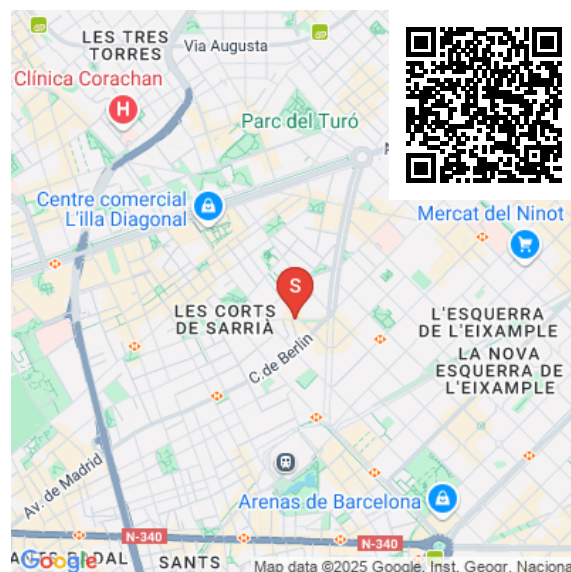 LES TRES
TORRES
Via Augusta
Clínica Corachan
H
Parc del Turó
Centre comercial
L'illa Diagonal
Mercat del Ninot
S
LES CORTS
DE SARRIÀ
L'ESQUERRA
DE L'EIXAMPLE
C. de Berlín
LA NOVA
ESQUERRA DE
L'EIXAMPLE
Av. de Madrid
Arenas de Barcelona
N-340
N-340
SANTS
Google
Map data ©2025 Google, Inst. Geogr. Naciona